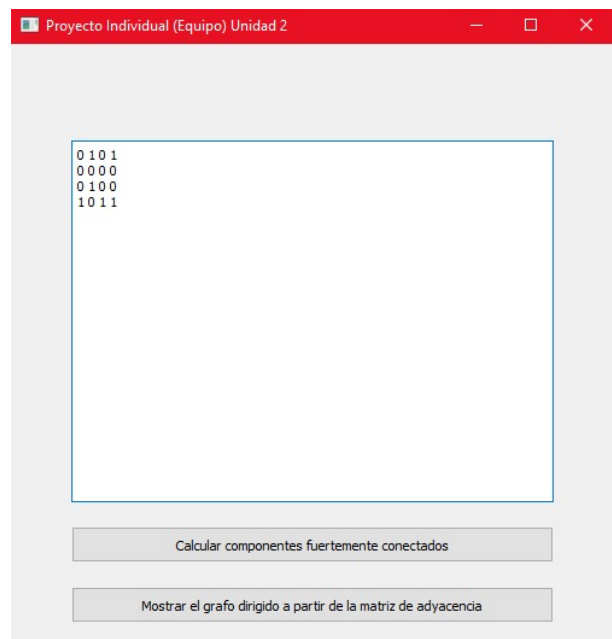 Proyecto Individual (Equipo) Unidad 2
0 1 0 1
0 0 0 0
0 1 0 0
1 0 1 1
Calcular componentes fuertemente conectados
Mostrar el grafo dirigido a partir de la matriz de adyacencia